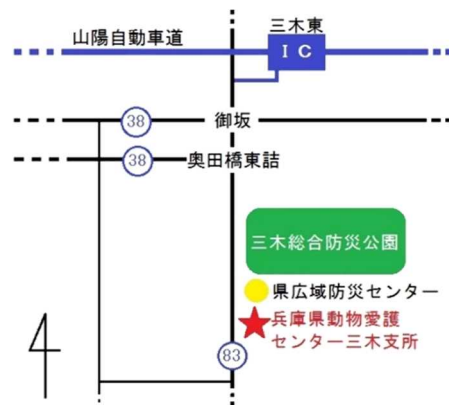 三木東
山陽自動車道
ＩＣ
38
御坂
38
奥田橋東詰
三木総合防災公園
県広域防災センター
兵庫県動物愛護
センター三木支所
83